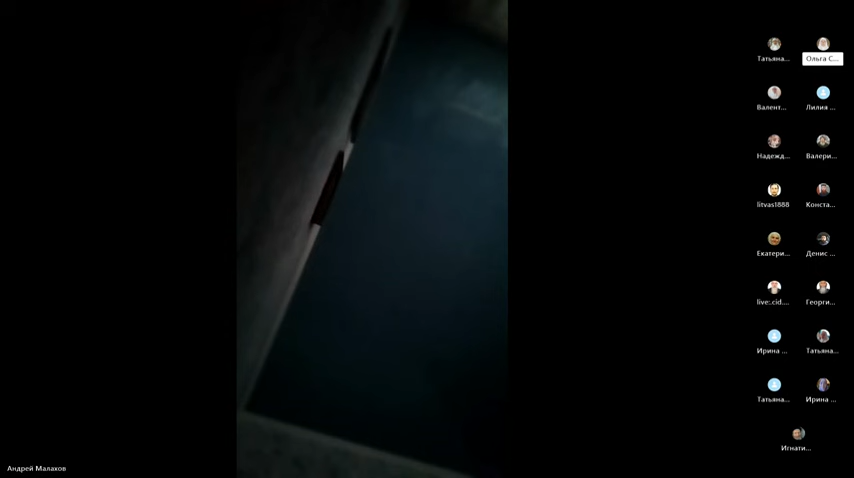 Татьяна... Ольга С...
Валент... Лилия ...
Надежд... Валери...
litvas1888 Конста...
Екатери... Денис ...
live:.cid.... Георги...
Ирина ... Татьяна...
Татьяна... Ирина ...
Игнати...
Андрей Малахов